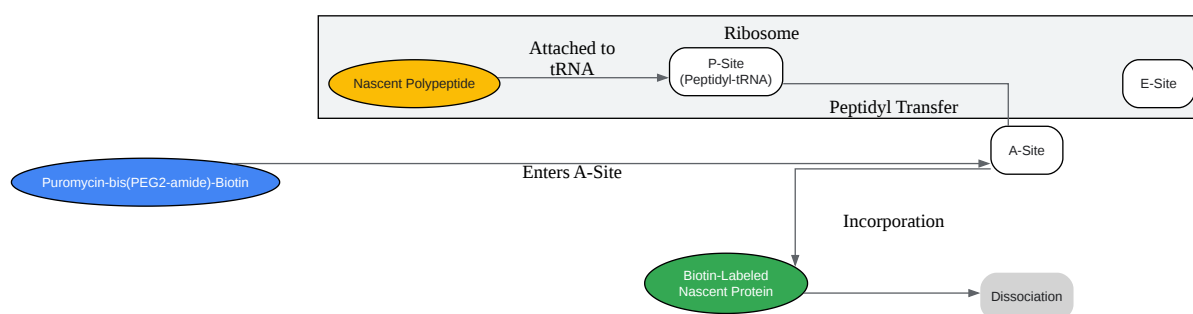 Ribosome
Attached to
tRNA
Nascent Polypeptide
P-Site
(Peptidyl-tRNA)
E-Site
Peptidyl Transfer
A-Site
Puromycin-bis(PEG2-amide)-Biotin
Enters A-Site
Incorporation
Biotin-Labeled
Nascent Protein
Dissociation